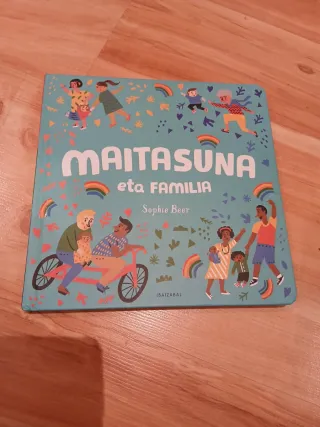 MAITASUNA
eta FAMILIA
Sophie Beer
IBAIZABAL